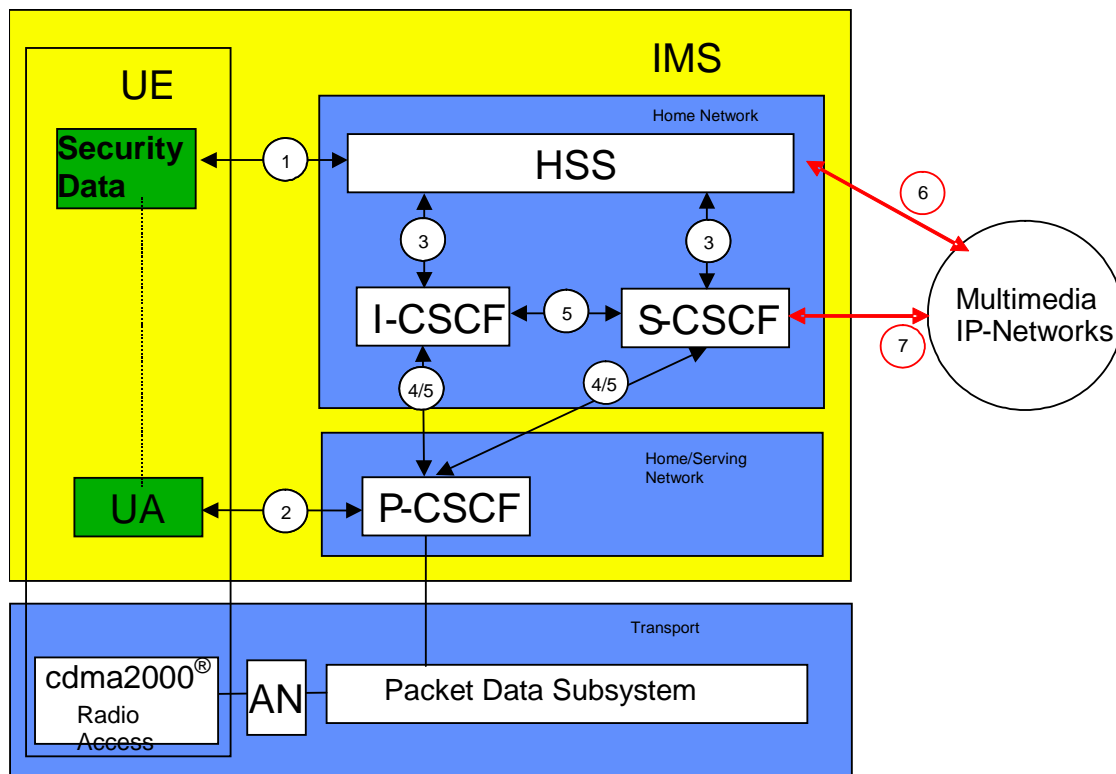 IMS
UE
Home Network
Security
Data
1
HSS
6
3
3
Multimedia
IP-Networks
I-CSCF
5
S-CSCF
7
4/5
4/5
Home/Serving
Network
UA
2
P-CSCF
Transport
cdma2000®
Radio
Access
AN
Packet Data Subsystem